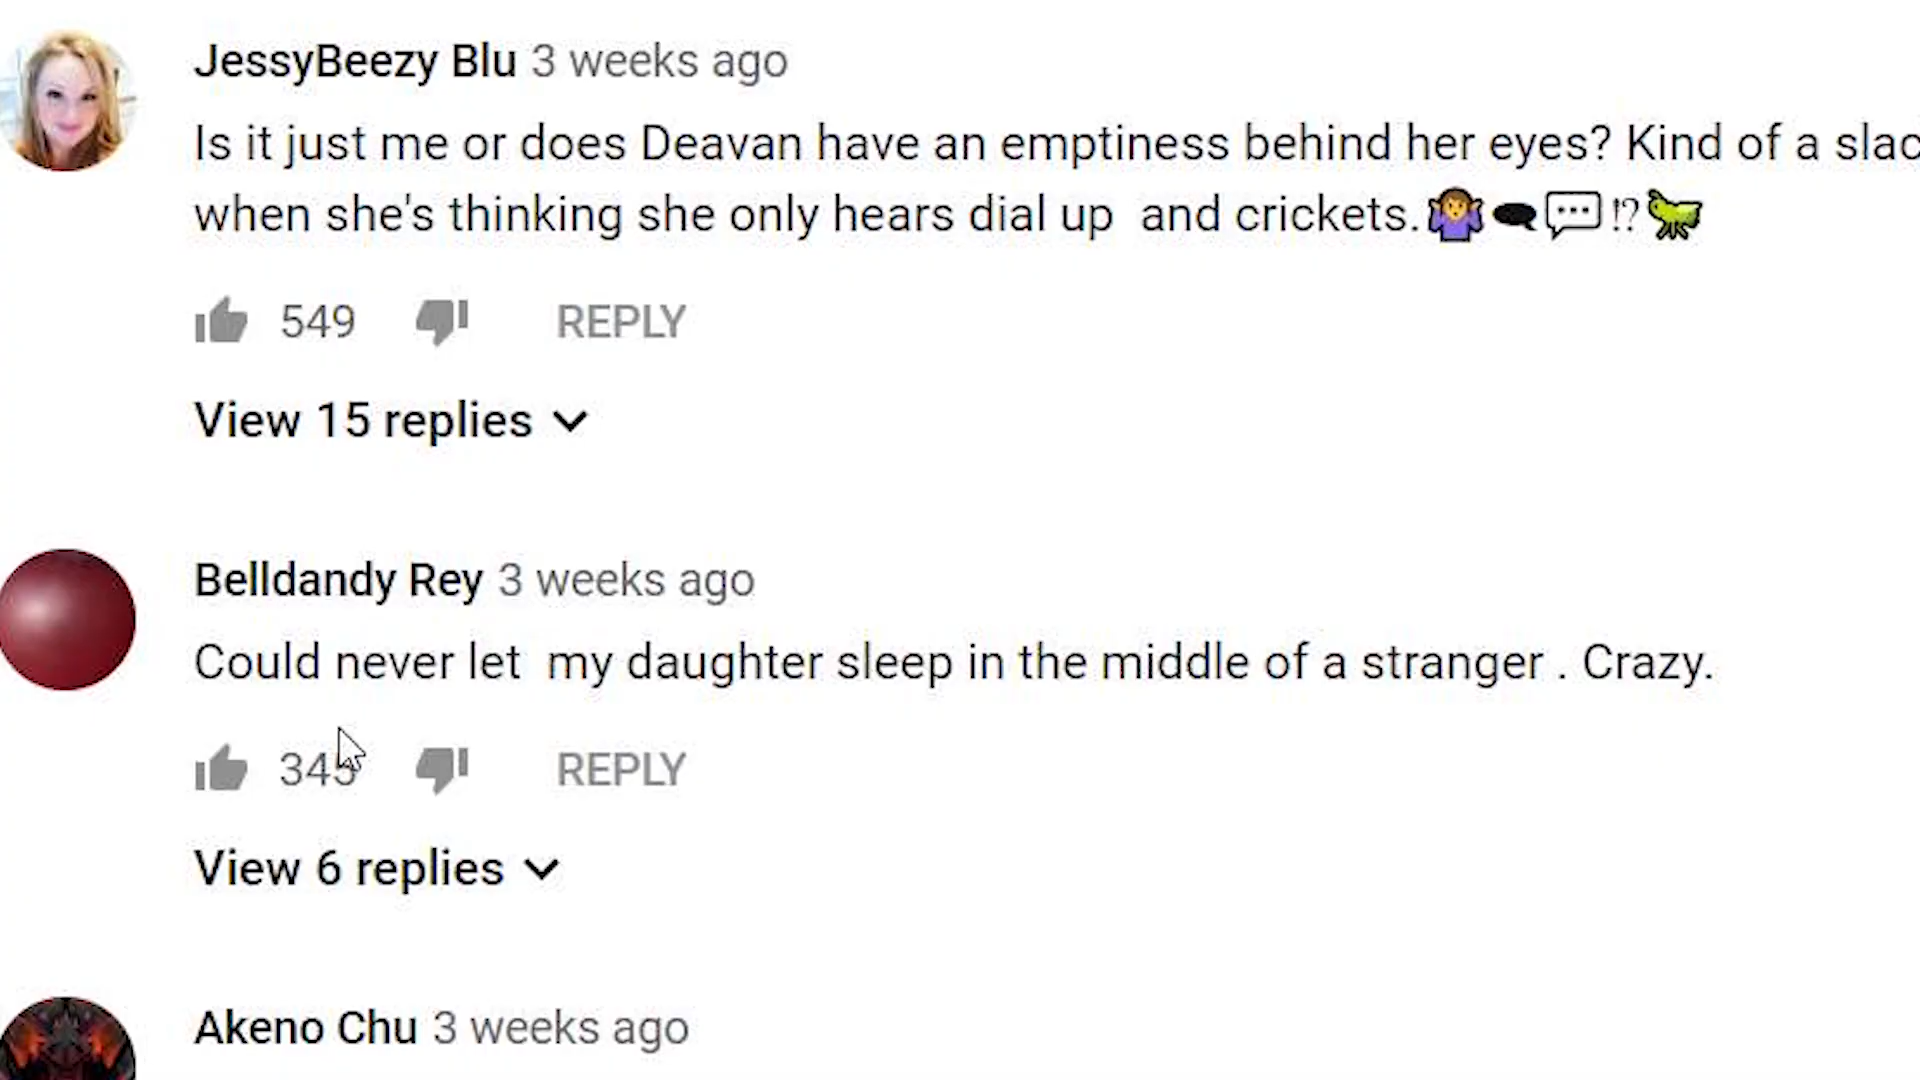 JessyBeezy Blu 3 weeks ago
Is it just me or does Deavan have an emptiness behind her eyes? Kind of a
when she's thinking she only hears dial up  and crickets.🤷‍♀️🗨💬⁉🦗
549 REPLY
View 15 replies
Belldandy Rey 3 weeks ago
Could never let  my daughter sleep in the middle of a stranger . Crazy.
REPLY
View 6 replies
Akeno Chu 3 weeks ago